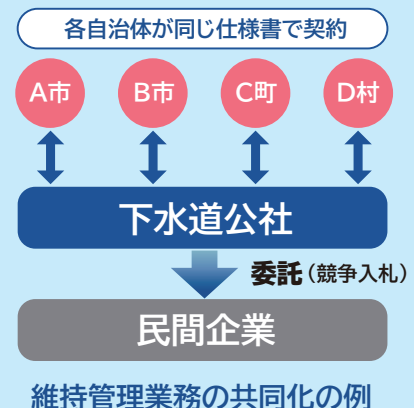 各自治体が同じ仕様書で契約
A市 B市 C町 D村
下水道公社
委託(競争入札)
民間企業
維持管理業務の共同化の例